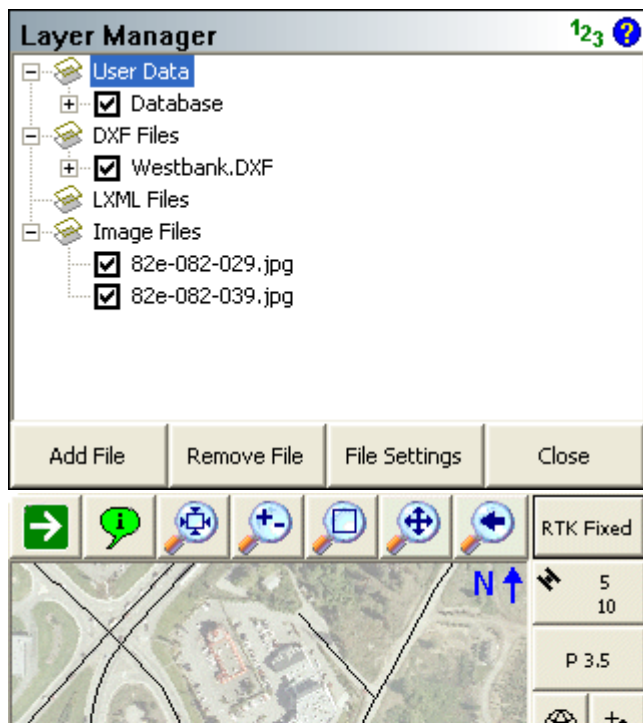 Layer Manager 123 ?
User Data
Database
DXF Files
Westbank.DXF
LXML Files
Image Files
82e-082-029.jpg
82e-082-039.jpg
Add File Remove File File Settings Close
i RTK Fixed
N 5
10
P 3.5